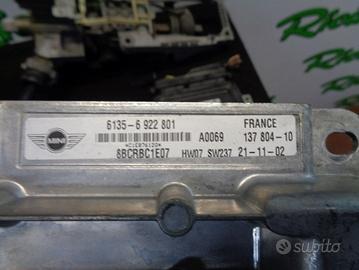 MINI
6135-6 922 801
FRANCE
A0069
137 804-10
8BCRBC1E07
HW07 SW237
21-11-02
subito